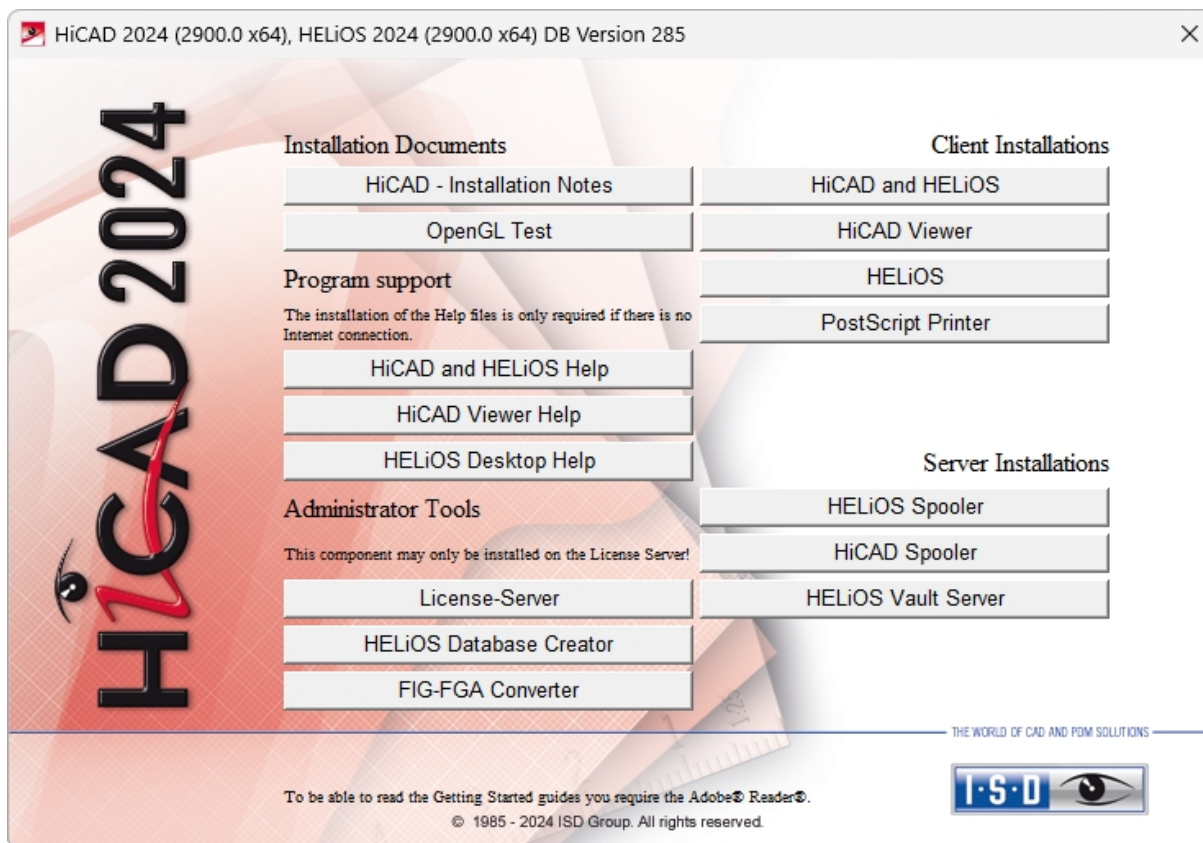 HiCAD 2024 (2900.0 x64), HELiOS 2024 (2900.0 x64) DB Version 285
HiCAD 2024
Installation Documents
HiCAD - Installation Notes
OpenGL Test
Program support
The installation of the Help files is only required if there is no
Internet connection.
HiCAD and HELiOS Help
HiCAD Viewer Help
HELiOS Desktop Help
Administrator Tools
This component may only be installed on the License Server!
License-Server
HELiOS Database Creator
FIG-FGA Converter
Client Installations
HiCAD and HELiOS
HiCAD Viewer
HELiOS
PostScript Printer
Server Installations
HELiOS Spooler
HiCAD Spooler
HELiOS Vault Server
THE WORLD OF CAD AND PDM SOLUTIONS
I·S·D
To be able to read the Getting Started guides you require the Adobe® Reader®.
© 1985 - 2024 ISD Group. All rights reserved.